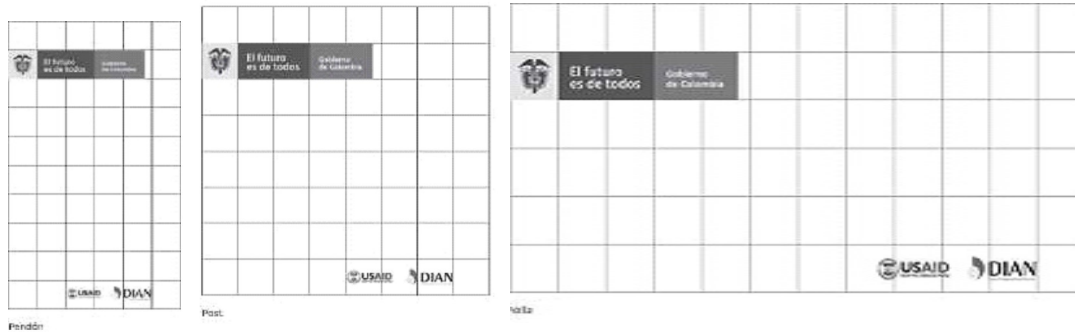 El futuro
es de todos
Gobierno
de Colombia
USAID
DIAN
Pendón
El futuro
es de todos
Gobierno
de Colombia
USAID
DIAN
Post.
El futuro
es de todos
Gobierno
de Colombia
USAID
DIAN